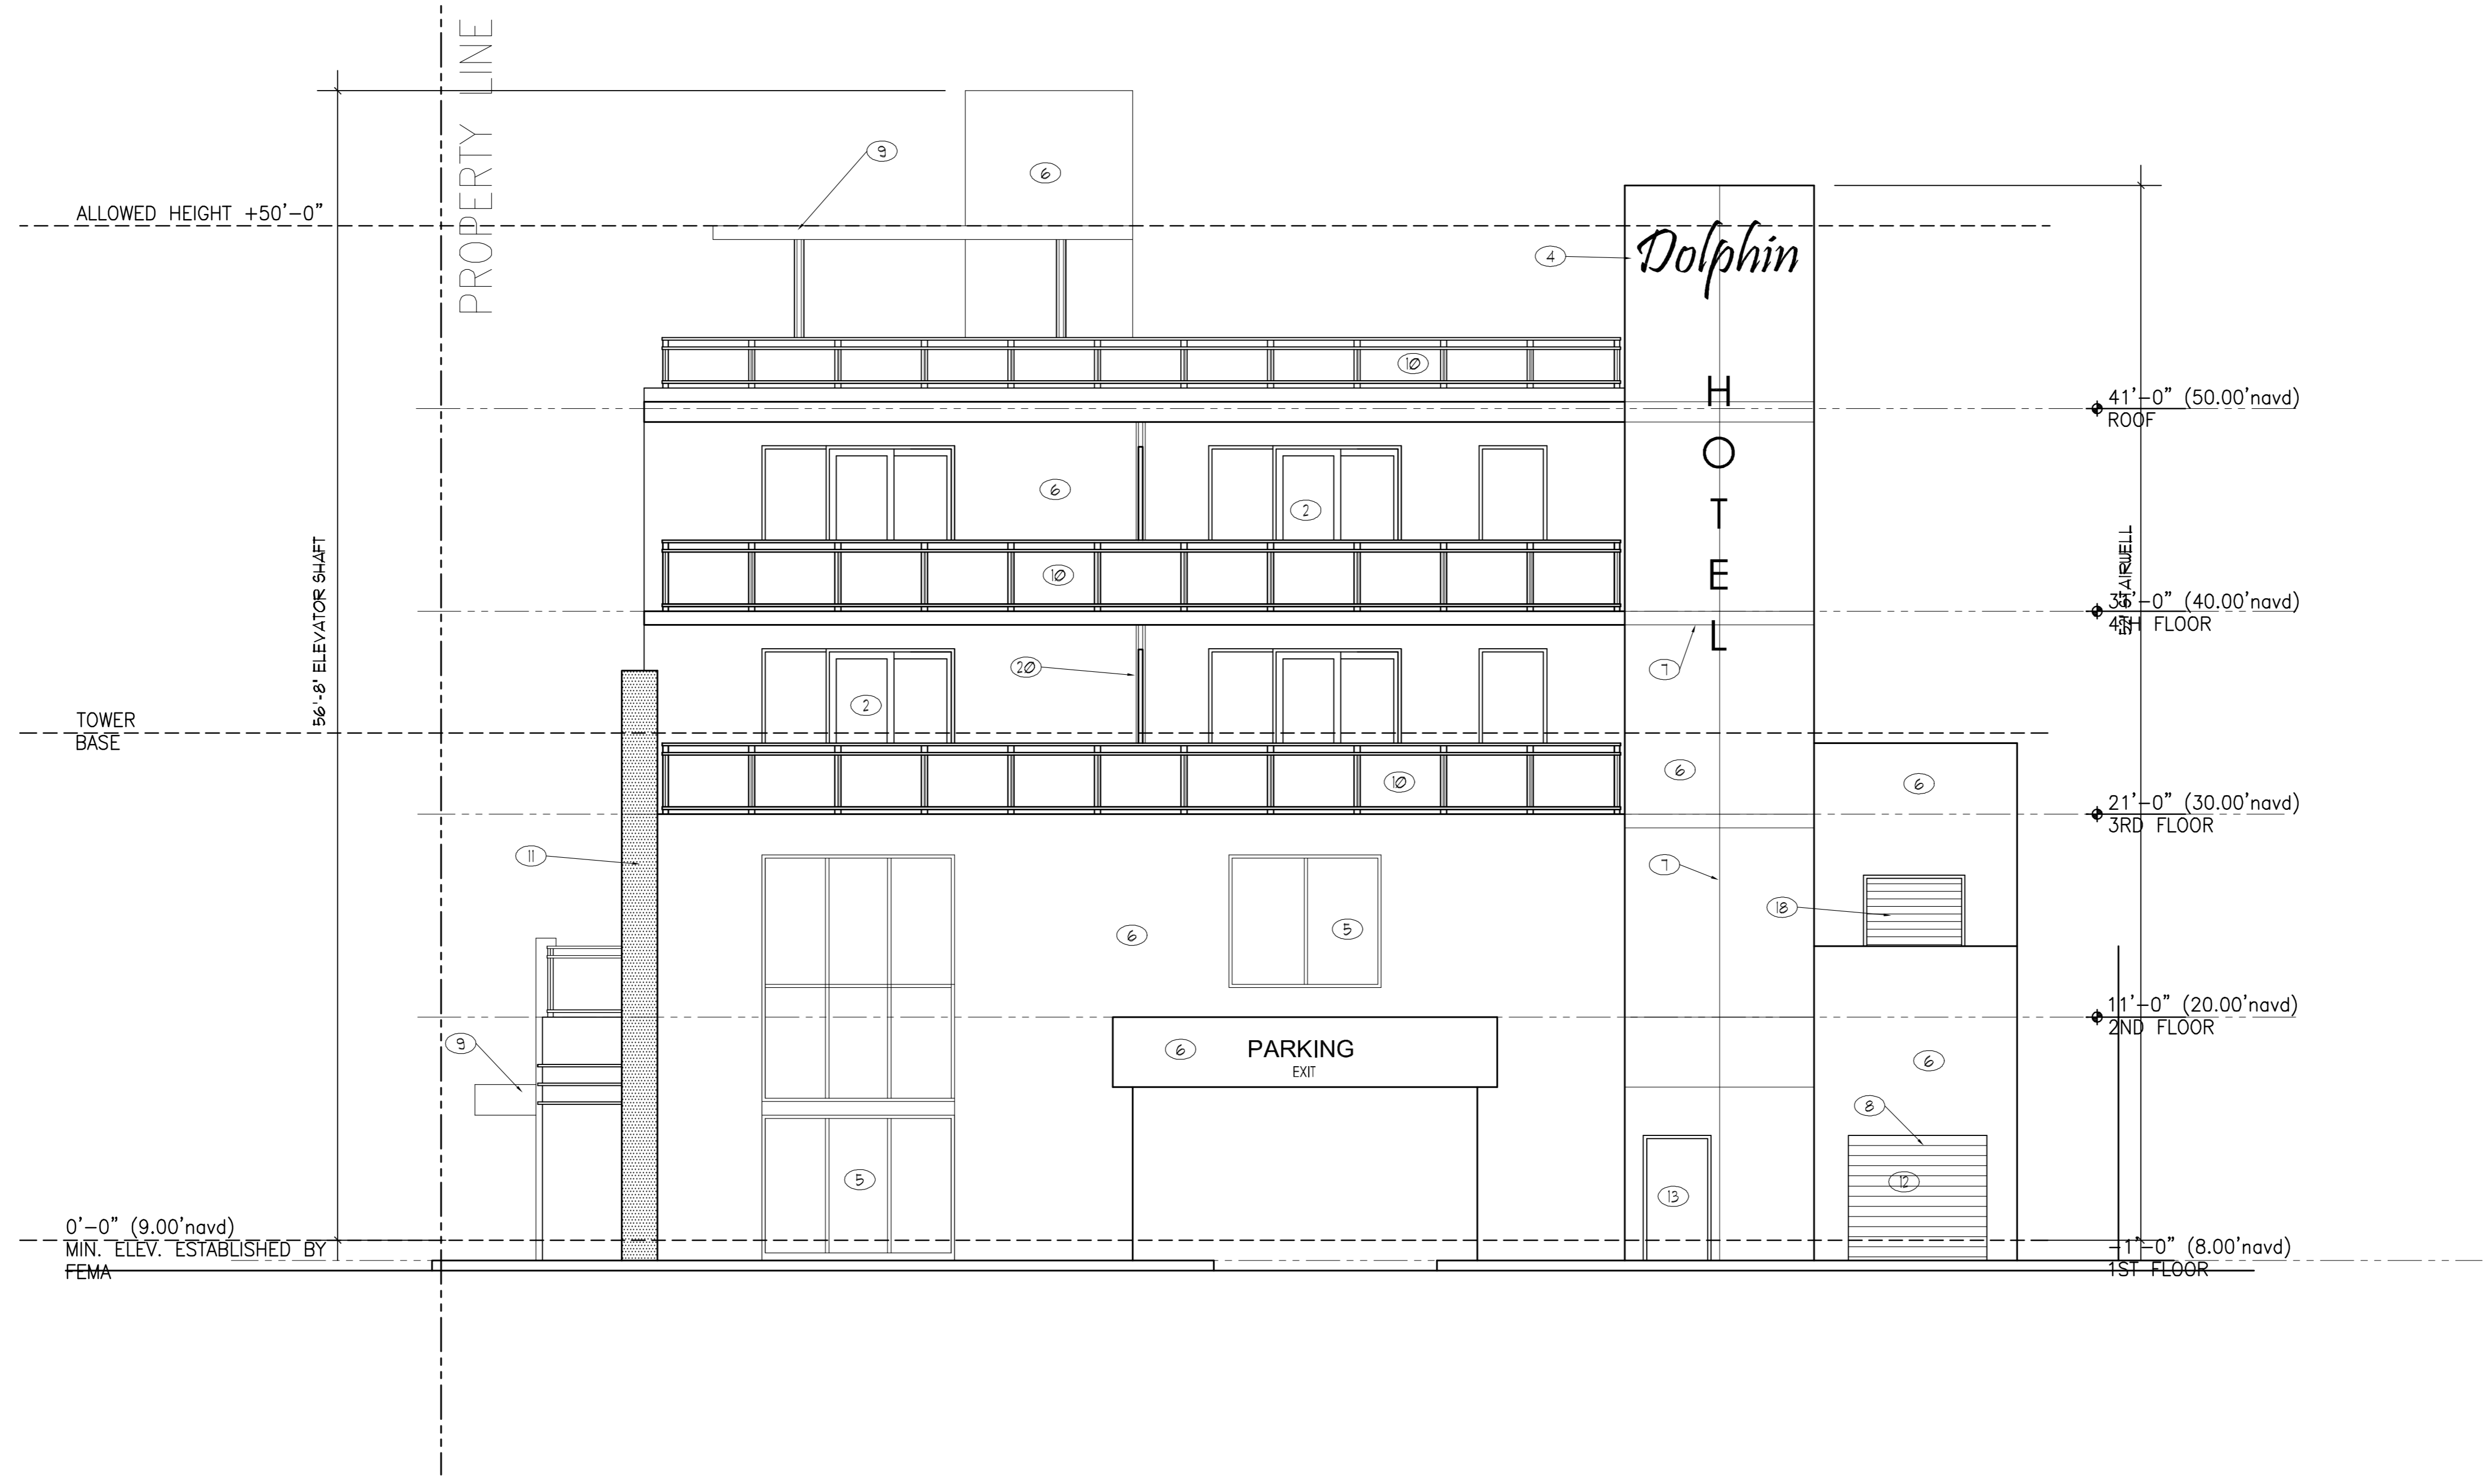 PROPERTY LINE
9
6
ALLOWED HEIGHT +50'-0"
4
Dolphin
10
HOTEL
41'-0" (50.00'navd)
ROOF
6
2
56'-8' ELEVATOR SHAFT
10
31'-0" (40.00'navd)
4TH FLOOR
52' STAIRWELL
20
7
2
TOWER
BASE
6
10
6
21'-0" (30.00'navd)
3RD FLOOR
11
7
18
6
5
11'-0" (20.00'navd)
2ND FLOOR
9
6
PARKING
EXIT
6
8
5
13
12
0'-0" (9.00'navd)
MIN. ELEV. ESTABLISHED BY
FEMA
-1'-0" (8.00'navd)
1ST FLOOR